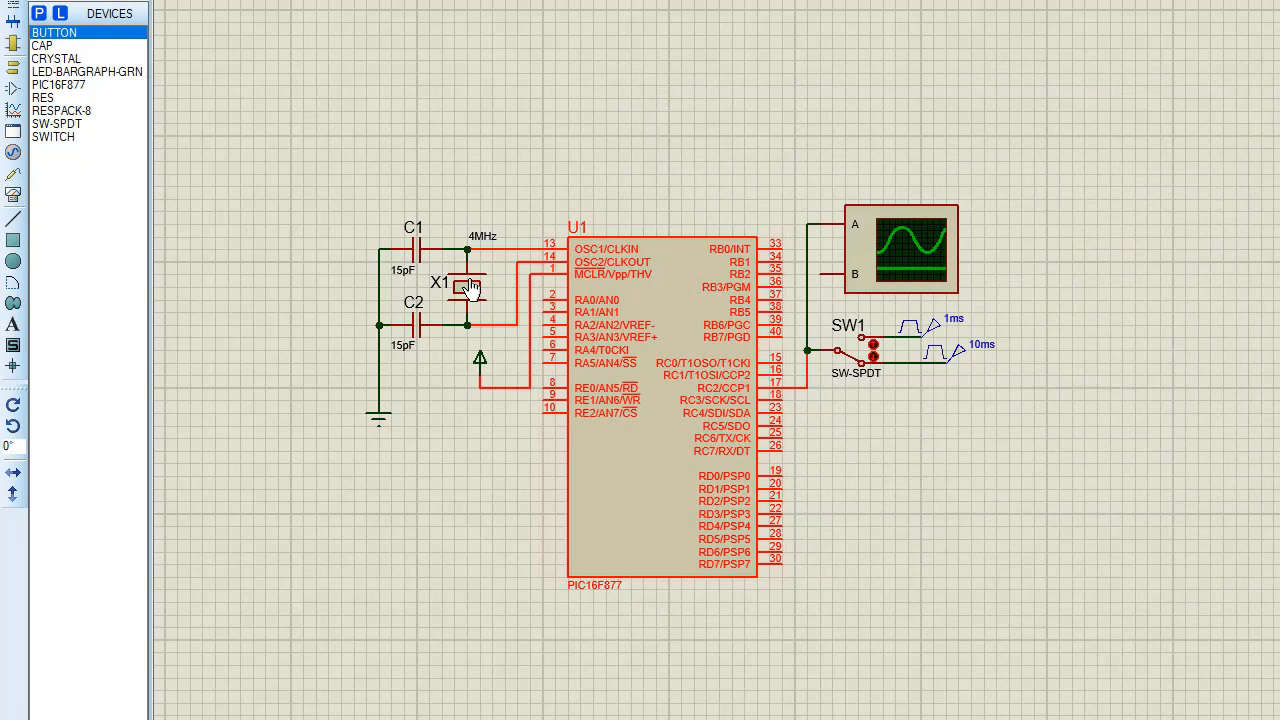 P L DEVICES
BUTTON
CAP
CRYSTAL
LED-BARGRAPH-GRN
PIC16F877
RES
RESPACK-8
SW-SPDT
SWITCH
A
S
0°
C1
15pF
C2
15pF
X1
4MHz
U1
13 OSC1/CLKIN
14 OSC2/CLKOUT
1 MCLR/Vpp/THV
2 RA0/AN0
3 RA1/AN1
4 RA2/AN2/VREF-
5 RA3/AN3/VREF+
6 RA4/T0CKI
7 RA5/AN4/SS
8 RE0/AN5/RD
9 RE1/AN6/WR
10 RE2/AN7/CS
RB0/INT 33
RB1 34
RB2 35
RB3/PGM 36
RB4 37
RB5 38
RB6/PGC 39
RB7/PGD 40
RC0/T1OSO/T1CKI 15
RC1/T1OSI/CCP2 16
RC2/CCP1 17
RC3/SCK/SCL 18
RC4/SDI/SDA 23
RC5/SDO 24
RC6/TX/CK 25
RC7/RX/DT 26
RD0/PSP0 19
RD1/PSP1 20
RD2/PSP2 21
RD3/PSP3 22
RD4/PSP4 27
RD5/PSP5 28
RD6/PSP6 29
RD7/PSP7 30
PIC16F877
A
B
SW1
SW-SPDT
1ms
10ms